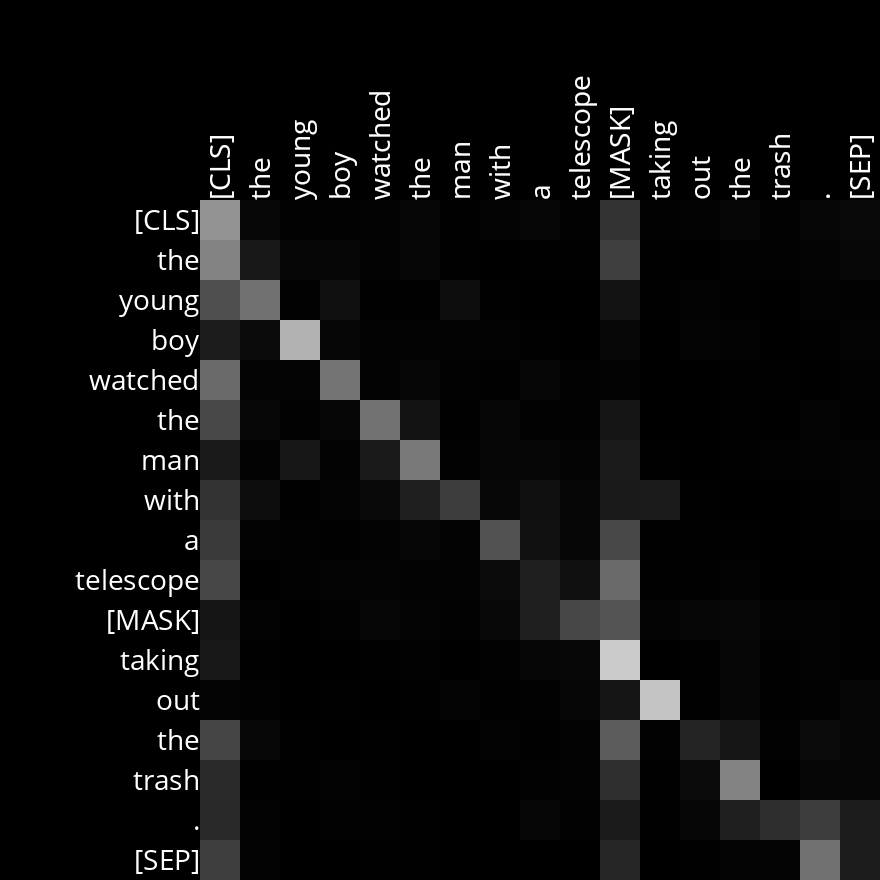 [CLS] the young boy watched the man with a telescope [MASK] taking out the trash . [SEP]
[CLS]
the
young
boy
watched
the
man
with
a
telescope
[MASK]
taking
out
the
trash
.
[SEP]